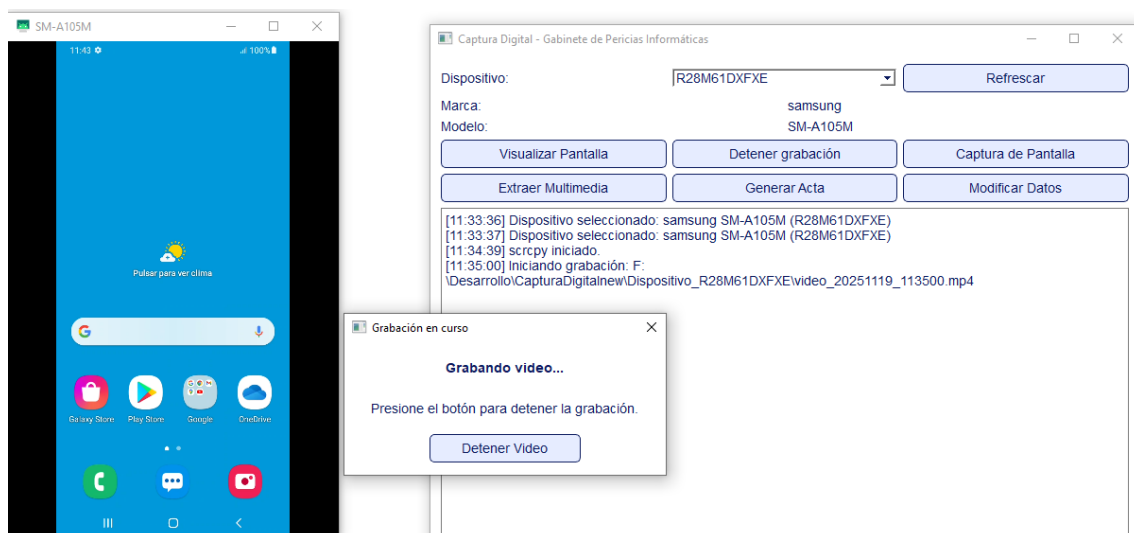 SM-A105M
11:43
100%
Pulsar para ver clima
Galaxy Store
Play Store
Google
OneDrive
Captura Digital - Gabinete de Pericias Informáticas
Dispositivo:
R28M61DXFXE
Refrescar
Marca:
samsung
Modelo:
SM-A105M
Visualizar Pantalla
Detener grabación
Captura de Pantalla
Extraer Multimedia
Generar Acta
Modificar Datos
[11:33:36] Dispositivo seleccionado: samsung SM-A105M (R28M61DXFXE)
[11:33:37] Dispositivo seleccionado: samsung SM-A105M (R28M61DXFXE)
[11:34:39] scrcpy iniciado.
[11:35:00] Iniciando grabación: F:
\Desarrollo\CapturaDigitalnew\Dispositivo_R28M61DXFXE\video_20251119_113500.mp4
Grabación en curso
Grabando video...
Presione el botón para detener la grabación.
Detener Video